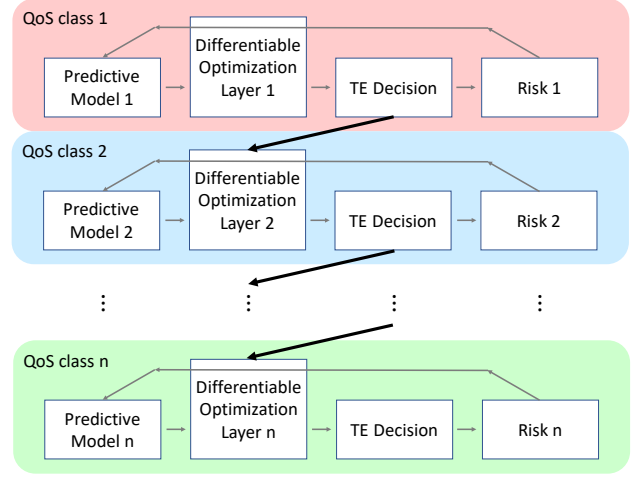 QoS class 1
Predictive
Model 1
Differentiable
Optimization
Layer 1
TE Decision
Risk 1
QoS class 2
Predictive
Model 2
Differentiable
Optimization
Layer 2
TE Decision
Risk 2
QoS class n
Predictive
Model n
Differentiable
Optimization
Layer n
TE Decision
Risk n